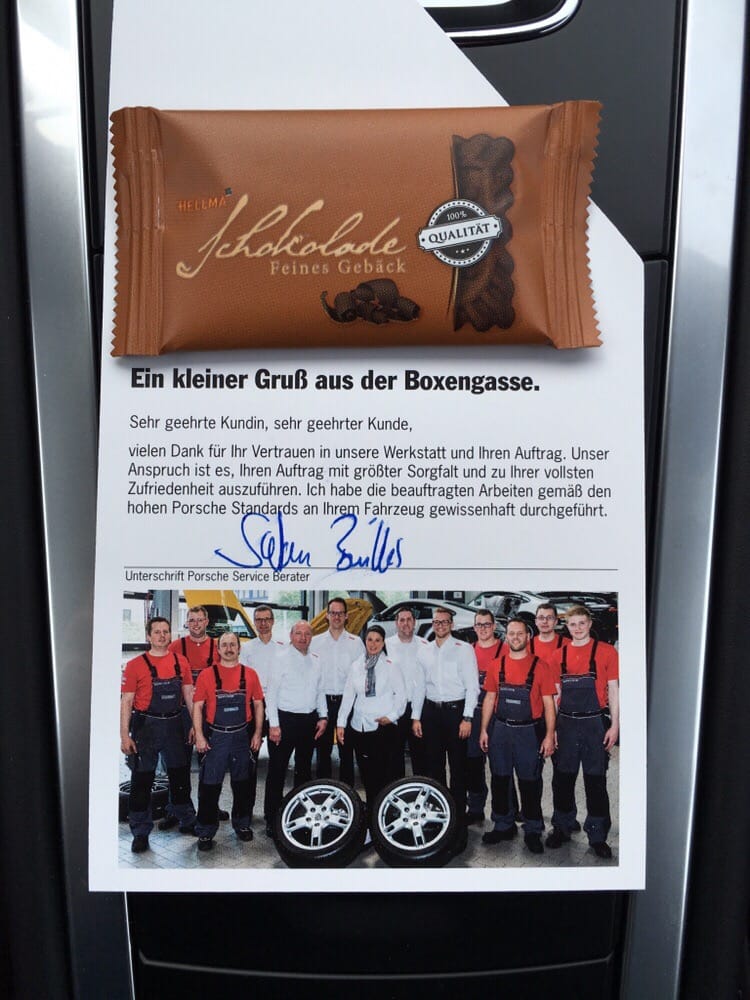 HELLMA
Schokolade
Feines Gebäck
100%
QUALITÄT
Ein kleiner Gruß aus der Boxengasse.
Sehr geehrte Kundin, sehr geehrter Kunde,
vielen Dank für Ihr Vertrauen in unsere Werkstatt und Ihren Auftrag. Unser
Anspruch ist es, Ihren Auftrag mit größter Sorgfalt und zu Ihrer vollsten
Zufriedenheit auszuführen. Ich habe die beauftragten Arbeiten gemäß den
hohen Porsche Standards an Ihrem Fahrzeug gewissenhaft durchgeführt.
Unterschrift Porsche Service Berater